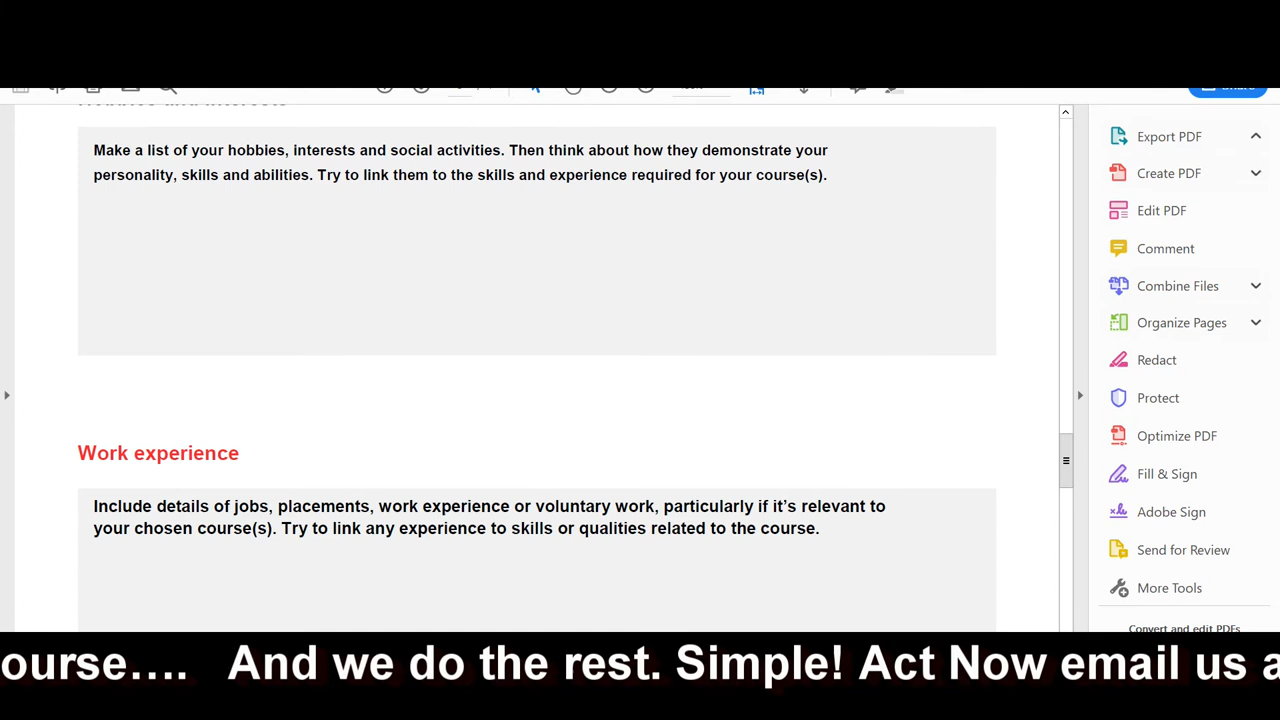 Make a list of your hobbies, interests and social activities. Then think about how they demonstrate your
personality, skills and abilities. Try to link them to the skills and experience required for your course(s).
Work experience
Include details of jobs, placements, work experience or voluntary work, particularly if it’s relevant to
your chosen course(s). Try to link any experience to skills or qualities related to the course.
Export PDF
Create PDF
Edit PDF
Comment
Combine Files
Organize Pages
Redact
Protect
Optimize PDF
Fill & Sign
Adobe Sign
Send for Review
More Tools
Convert and edit PDFs
ourse…. And we do the rest. Simple! Act Now email us a